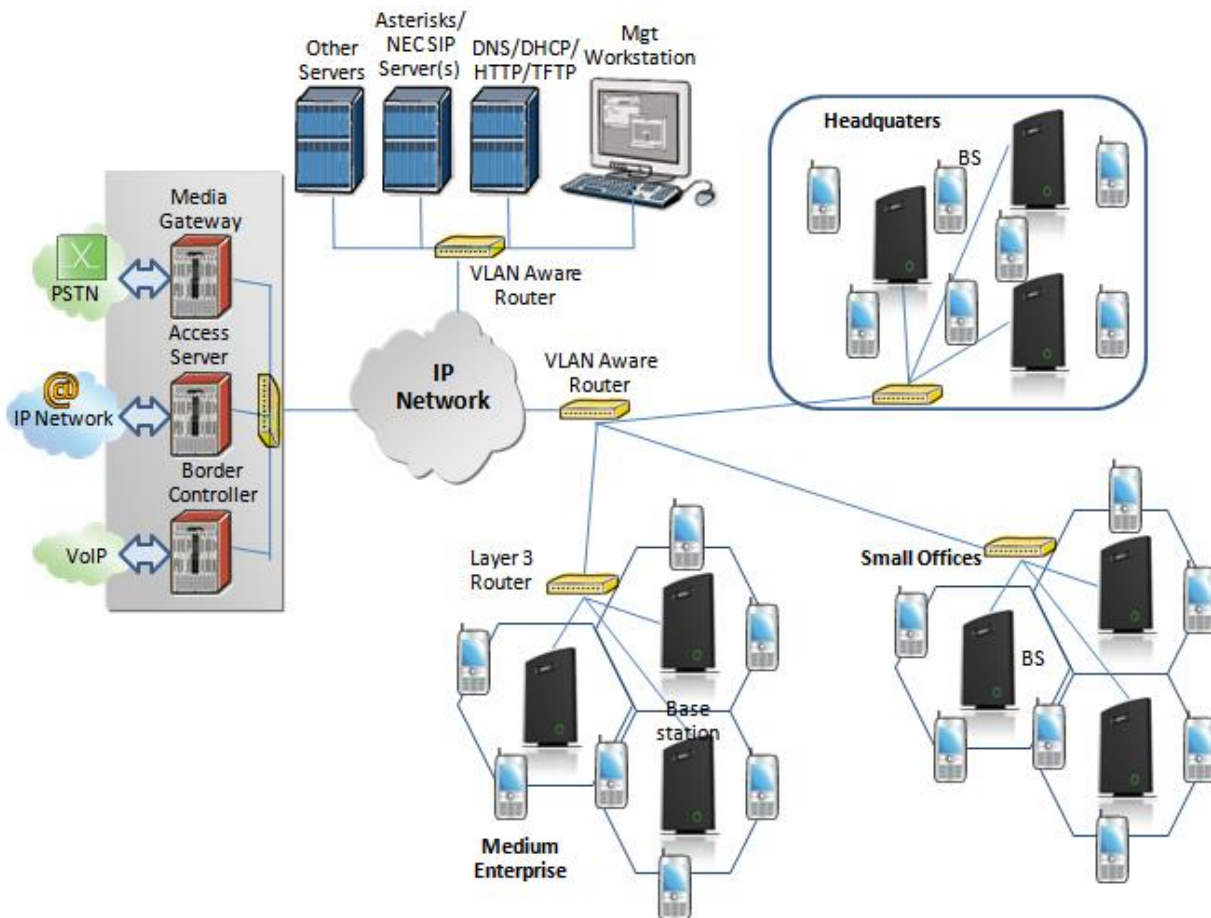 Other
Servers
Asterisks/
NEC SIP
Server(s)
DNS/DHCP/
HTTP/TFTP
Mgt
Workstation
Headquaters
BS
Media
Gateway
PSTN
VLAN Aware
Router
Access
Server
@
IP Network
IP
Network
VLAN Aware
Router
Border
Controller
VoIP
Layer 3
Router
Small Offices
BS
Base
station
Medium
Enterprise